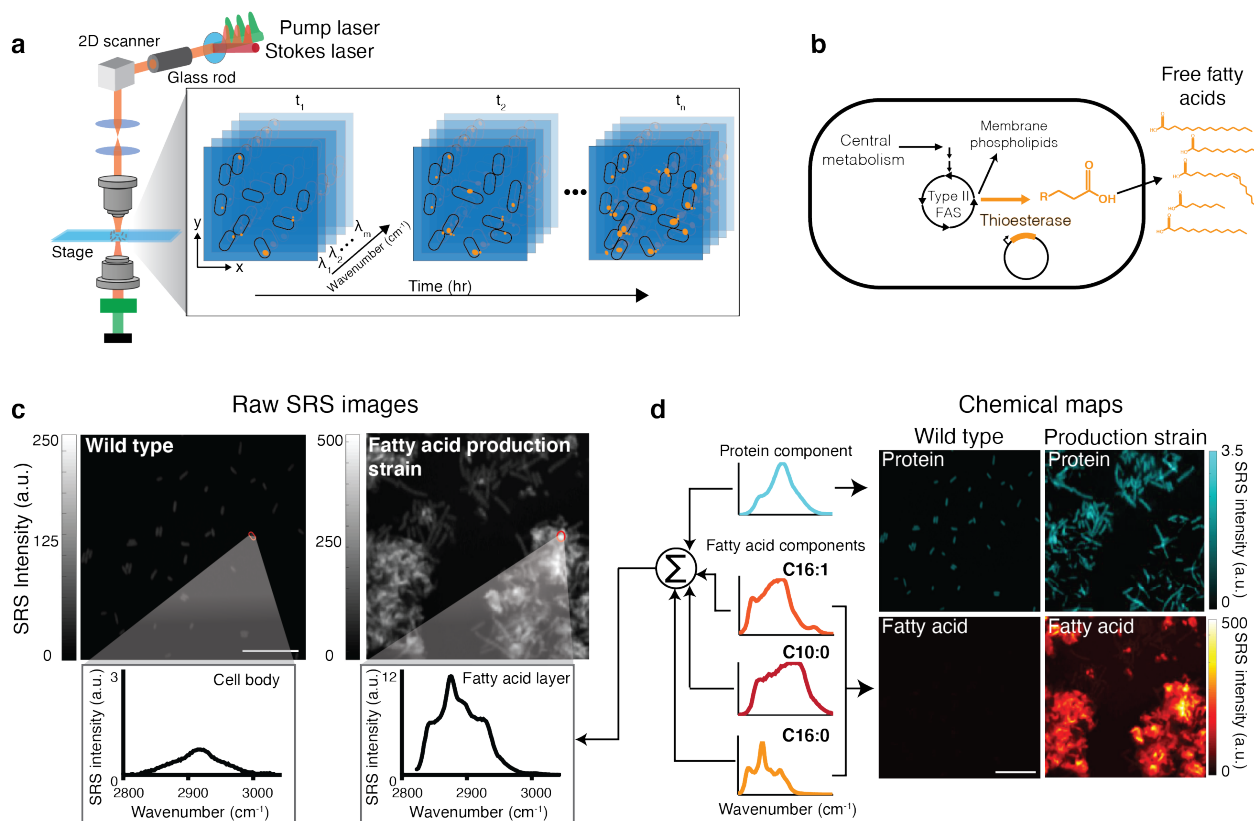 a
Pump laser
Stokes laser
2D scanner
Glass rod
Stage
t1
t2
tn
y
x
λ1 λ2 ••• λm
Wavenumber (cm-1)
•••
Time (hr)
b
Free fatty
acids
Central
metabolism
Membrane
phospholipids
Type II
FAS
Thioesterase
R
O
OH
c
Raw SRS images
SRS Intensity (a.u.)
250
125
0
Wild type
500
250
0
Fatty acid production
strain
SRS intensity (a.u.)
3
0
Cell body
2800
2900
3000
Wavenumber (cm-1)
SRS intensity (a.u.)
12
0
Fatty acid layer
2800
2900
3000
Wavenumber (cm-1)
d
Chemical maps
Protein component
Σ
Fatty acid components
C16:1
C10:0
C16:0
Wavenumber (cm-1)
Wild type
Production strain
Protein
Protein
3.5
SRS intensity (a.u.)
0
Fatty acid
Fatty acid
500
SRS intensity (a.u.)
0